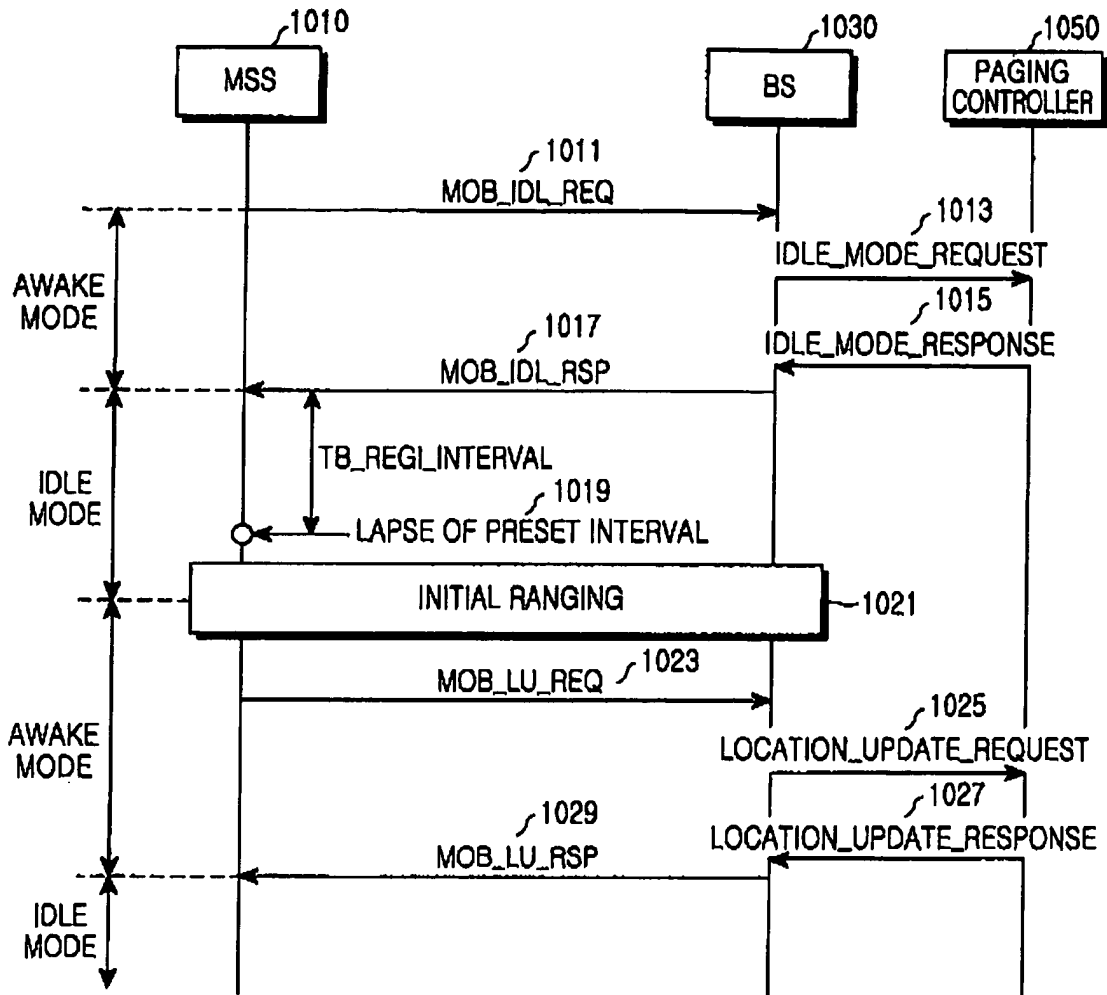 1010
1030
1050
MSS
BS
PAGING
CONTROLLER
1011
MOB_IDL_REQ
1013
IDLE_MODE_REQUEST
AWAKE
MODE
1015
IDLE_MODE_RESPONSE
1017
MOB_IDL_RSP
TB_REGI_INTERVAL
IDLE
MODE
1019
LAPSE OF PRESET INTERVAL
INITIAL RANGING
1021
1023
MOB_LU_REQ
1025
LOCATION_UPDATE_REQUEST
AWAKE
MODE
1027
LOCATION_UPDATE_RESPONSE
1029
MOB_LU_RSP
IDLE
MODE